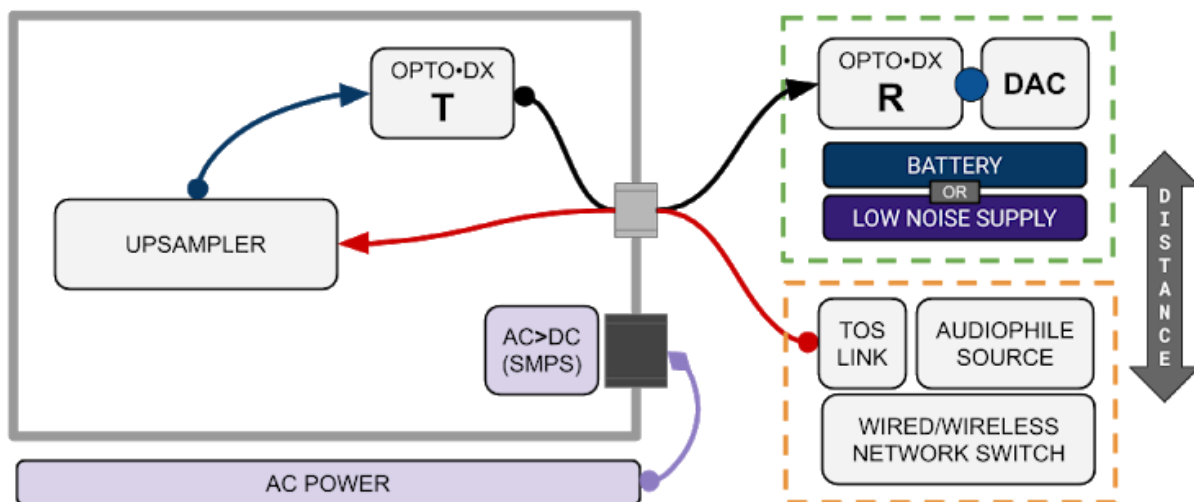 OPTO•DX
T
UPSAMPLER
AC>DC
(SMPS)
AC POWER
OPTO•DX
R
DAC
BATTERY
OR
LOW NOISE SUPPLY
TOS
LINK
AUDIOPHILE
SOURCE
WIRED/WIRELESS
NETWORK SWITCH
DISTANCE